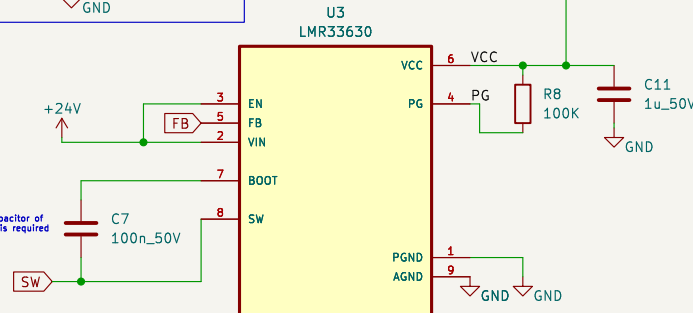 GND
U3
LMR33630
VCC
6
VCC
C11
1u_50V
R8
100K
+24V
3
EN
PG
4
PG
FB
5
FB
2
VIN
GND
7
BOOT
C7
100n_50V
8
SW
pacitor of
is required
SW
PGND
1
AGND
9
GND
GND